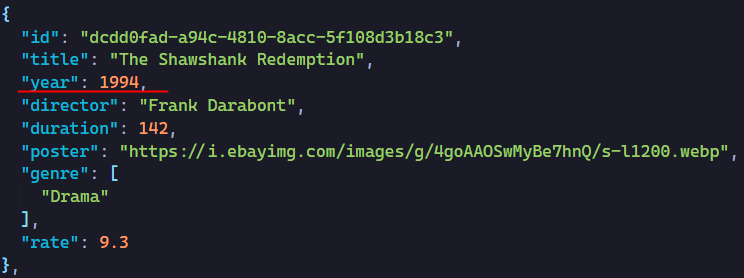 {
"id": "dcdd0fad-a94c-4810-8acc-5f108d3b18c3",
"title": "The Shawshank Redemption",
"year": 1994,
"director": "Frank Darabont",
"duration": 142,
"poster": "https://i.ebayimg.com/images/g/4goAAOSwMyBe7hnQ/s-l1200.webp",
"genre": [
"Drama"
],
"rate": 9.3
},